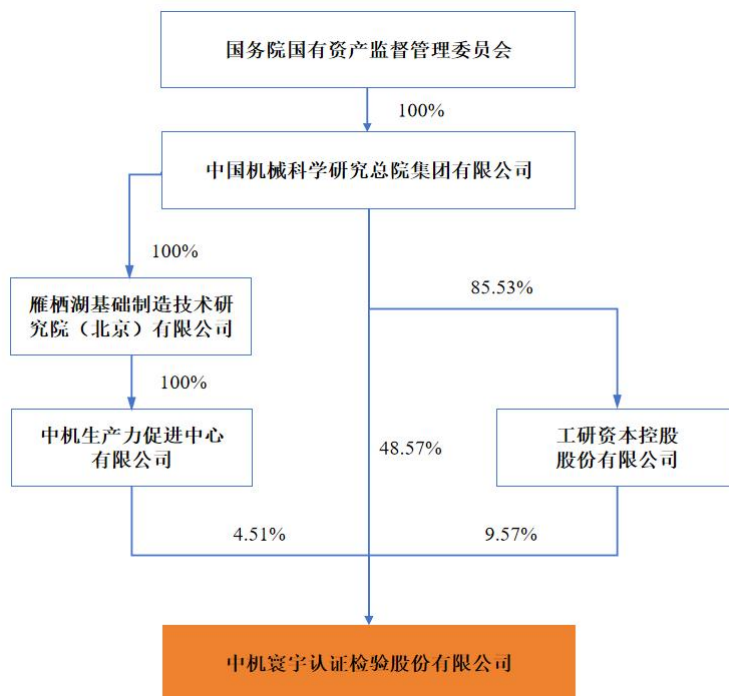 国务院国有资产监督管理委员会
100%
中国机械科学研究总院集团有限公司
100%
85.53%
雁栖湖基础制造技术研
究院（北京）有限公司
100%
中机生产力促进中心
有限公司
48.57%
工研资本控股
股份有限公司
4.51%
9.57%
中机寰宇认证检验股份有限公司